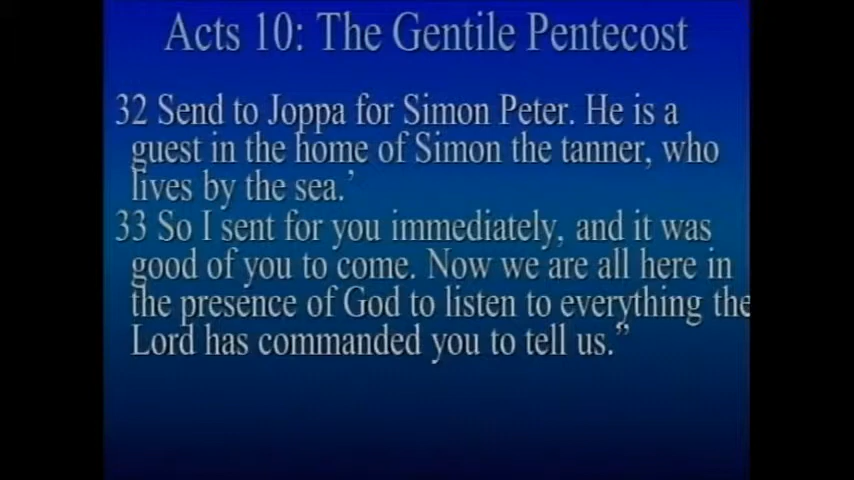 Acts 10: The Gentile Pentecost
32 Send to Joppa for Simon Peter. He is a
guest in the home of Simon the tanner, who
lives by the sea.’
33 So I sent for you immediately, and it was
good of you to come. Now we are all here in
the presence of God to listen to everything the
Lord has commanded you to tell us.”